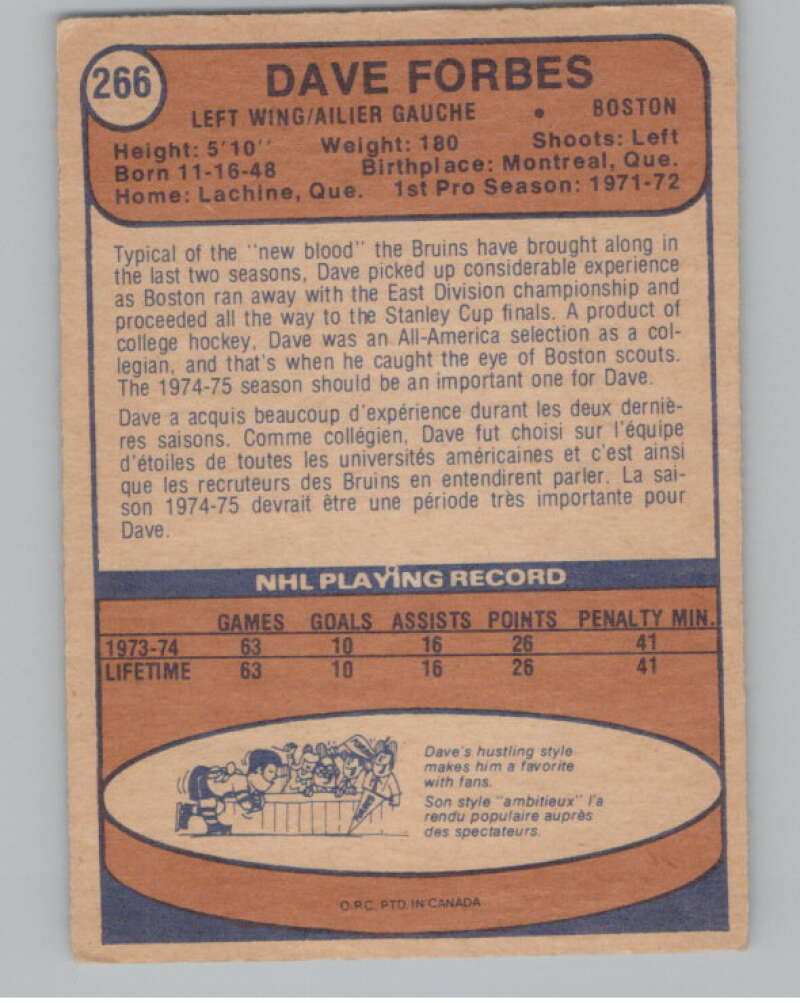 266
DAVE FORBES
LEFT WING/AILIER GAUCHE • BOSTON
Height: 5'10" Weight: 180 Shoots: Left
Born 11-16-48 Birthplace: Montreal, Que.
Home: Lachine, Que. 1st Pro Season: 1971-72
Typical of the "new blood" the Bruins have brought along in
the last two seasons, Dave picked up considerable experience
as Boston ran away with the East Division championship and
proceeded all the way to the Stanley Cup finals. A product of
college hockey, Dave was an All-America selection as a col-
legian, and that's when he caught the eye of Boston scouts.
The 1974-75 season should be an important one for Dave.
Dave a acquis beaucoup d'expérience durant les deux derniè-
res saisons. Comme collégien, Dave fut choisi sur l'équipe
d'étoiles de toutes les universités américaines et c'est ainsi
que les recruteurs des Bruins en entendirent parler. La sai-
son 1974-75 devrait être une période très importante pour
Dave.
NHL PLAYING RECORD
GAMES GOALS ASSISTS POINTS PENALTY MIN.
1973-74 63 10 16 26 41
LIFETIME 63 10 16 26 41
Dave's hustling style
makes him a favorite
with fans.
Son style "ambitieux" l'a
rendu populaire auprès
des spectateurs.
O.P.C. PTD. IN CANADA